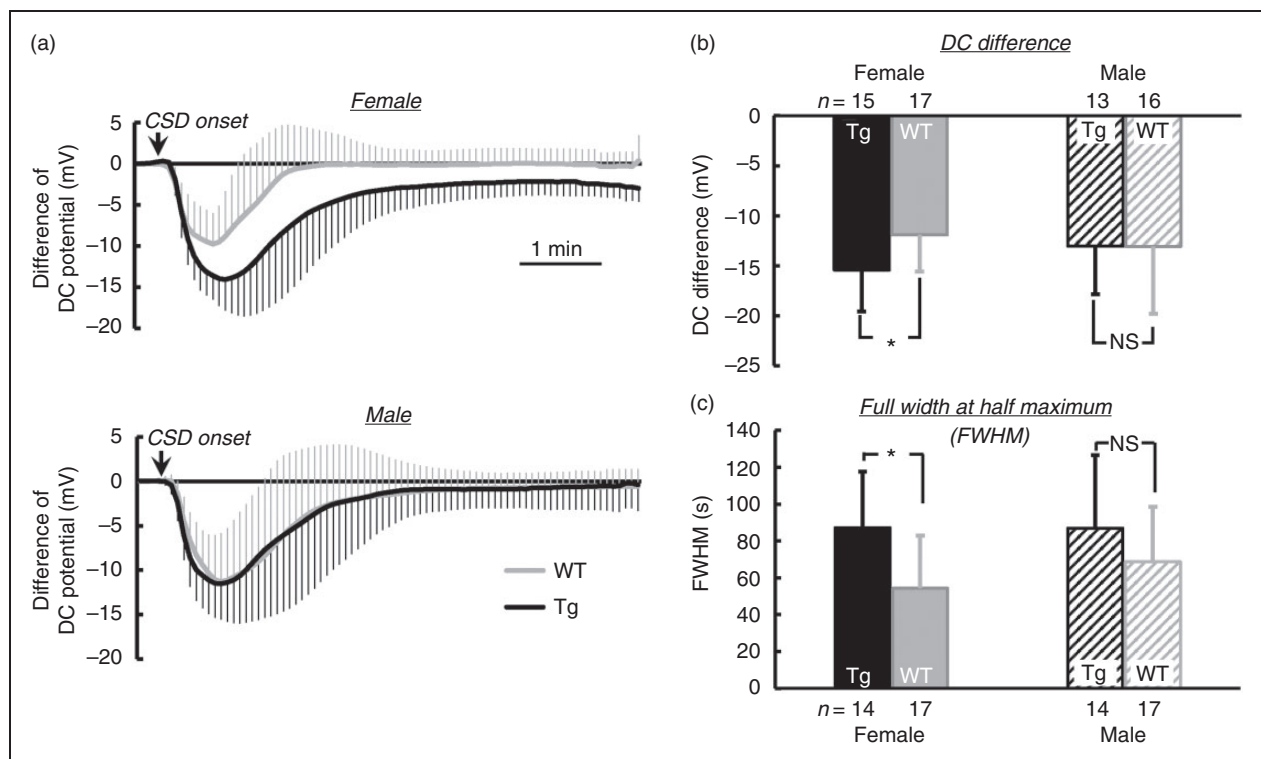 (a)
Female
CSD onset
5
0
–5
–10
–15
–20
Difference of
DC potential (mV)
1 min
Male
CSD onset
5
0
–5
–10
–15
–20
Difference of
DC potential (mV)
WT
Tg
(b)
DC difference
Female
Male
n = 15 17 13 16
Tg WT Tg WT
0
–5
–10
–15
–20
–25
DC difference (mV)
* NS
(c)
Full width at half maximum
(FWHM)
140
120
100
80
60
40
20
0
FWHM (s)
* NS
Tg WT Tg WT
n = 14 17 14 17
Female Male